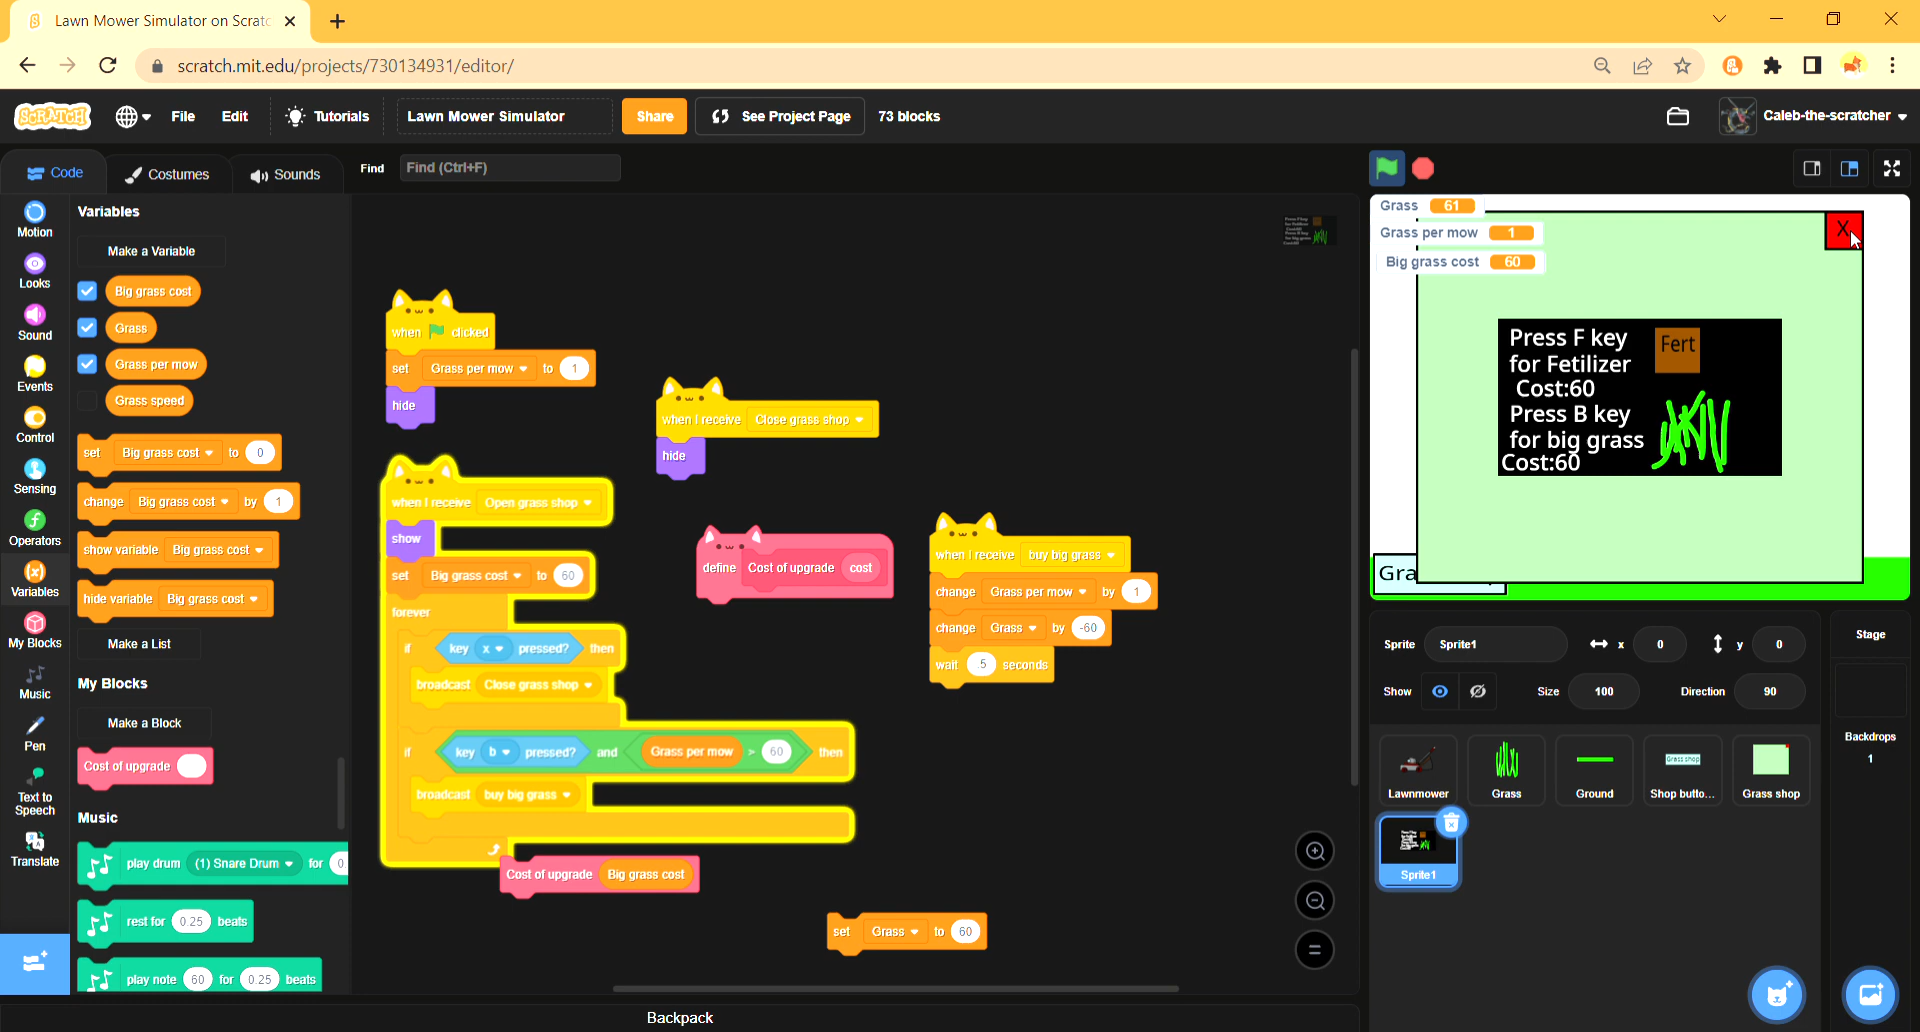 Lawn Mower Simulator on Scratc
scratch.mit.edu/projects/730134931/editor/
SCRATCH
File
Edit
Tutorials
Lawn Mower Simulator
Share
See Project Page
73 blocks
Caleb-the-scratcher
Code
Costumes
Sounds
Find
Find (Ctrl+F)
Motion
Looks
Sound
Events
Control
Sensing
Operators
Variables
My Blocks
Music
Pen
Text to
Speech
Translate
Variables
Make a Variable
Big grass cost
Grass
Grass per mow
Grass speed
set Big grass cost to 0
change Big grass cost by 1
show variable Big grass cost
hide variable Big grass cost
Make a List
My Blocks
Make a Block
Cost of upgrade
Music
play drum (1) Snare Drum for 0
rest for 0.25 beats
play note 60 for 0.25 beats
when clicked
set Grass per mow to 1
hide
when I receive Close grass shop
hide
when I receive Open grass shop
show
set Big grass cost to 60
forever
if key x pressed? then
broadcast Close grass shop
if key b pressed? and Grass per mow > 60 then
broadcast buy big grass
Cost of upgrade Big grass cost
define Cost of upgrade cost
when I receive buy big grass
change Grass per mow by 1
change Grass by -60
wait .5 seconds
set Grass to 60
Backpack
Grass 61
Grass per mow 1
Big grass cost 60
X
Press F key
for Fetilizer
Cost:60
Fert
Press B key
for big grass
Cost:60
Gra
Sprite Sprite1 x 0 y 0
Show Size 100 Direction 90
Stage
Backdrops
1
Lawnmower
Grass
Ground
Grass shop
Shop butto...
Grass shop
Sprite1